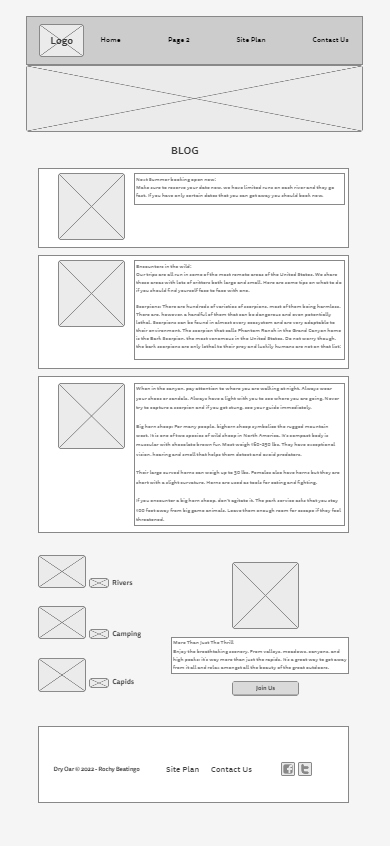 Logo
Home
Page 2
Site Plan
Contact Us
BLOG
Next Summer booking open now:
Make sure to reserve your date now. we have limited runs on each river and they go
fast. If you have only certain dates that you can get away you should book now.
Encounters in the wild:
Our trips are all run in some of the most remote areas of the United States. We share
these areas with lots of critters both large and small. Here are some tips on what to do
if you should find yourself face to face with one.
Scorpions: There are hundreds of varieties of scorpions. most of them being harmless.
There are. however a handful of them that can be dangerous and even potentially
lethal. Scorpions can be found in almost every ecosystem and are very adaptable to
their environment. The scorpion that calls Phantom Ranch in the Grand Canyon home
is the Bark Scorpion. the most venomous in the United States. Do not worry though.
the bark scorpions are only lethal to their prey and luckily humans are not on that list.
When in the canyon. pay attention to where you are walking at night. Always wear
your shoes or sandals. Always have a light with you to see where you are going. Never
try to capture a scorpion and if you get stung. see your guide immediately.
Big horn sheep: For many people. bighorn sheep symbolize the rugged mountain
west. It is one of two species of wild sheep in North America. It's compact body is
muscular with chocolate brown fur. Most weigh 160-250 lbs. They have exceptional
vision. hearing and smell that helps them detect and avoid predators.
Their large curved horns can weigh up to 30 lbs. Females also have horns but they are
short with a slight curvature. Horns are used as tools for eating and fighting.
If you encounter a big horn sheep. don't agitate it. The park service asks that you stay
100 feet away from big game animals. Leave them enough room for escape if they feel
threatened.
Rivers
Camping
Capids
More Than Just The Thrill
Enjoy the breathtaking scenery. From valleys. meadows. canyons. and
high peaks: it's way more than just the rapids. It's a great way to get away
from it all and relax amongst all the beauty of the great outdoors.
Join Us
Dry Oar © 2022 - Rochy Beatingo
Site Plan
Contact Us